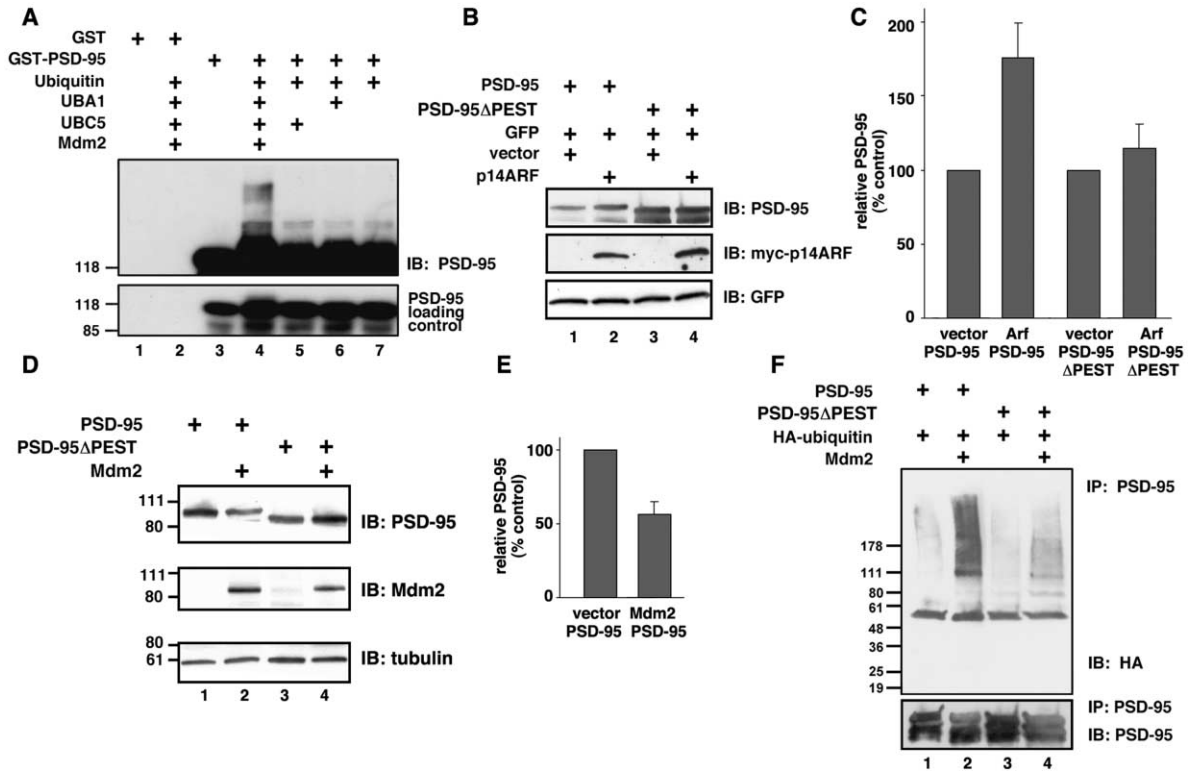 A
GST + +
GST-PSD-95 + + + + +
Ubiquitin + + + + +
UBA1 + + +
UBC5 + + +
Mdm2 + +
118
IB: PSD-95
118
85
PSD-95
loading
control
1 2 3 4 5 6 7
B
PSD-95 + +
PSD-95ΔPEST + +
GFP + + + +
vector + +
p14ARF + +
IB: PSD-95
IB: myc-p14ARF
IB: GFP
1 2 3 4
C
relative PSD-95
(% control)
200
150
100
50
0
vector
PSD-95
Arf
PSD-95
vector
PSD-95
ΔPEST
Arf
PSD-95
ΔPEST
D
PSD-95 + +
PSD-95ΔPEST + +
Mdm2 + +
111
80
IB: PSD-95
111
80
IB: Mdm2
80
61
IB: tubulin
1 2 3 4
E
relative PSD-95
(% control)
100
50
0
vector
PSD-95
Mdm2
PSD-95
F
PSD-95 + +
PSD-95ΔPEST + +
HA-ubiquitin + + + +
Mdm2 + +
IP: PSD-95
178
111
80
61
48
36
25
19
IB: HA
IP: PSD-95
IB: PSD-95
1 2 3 4